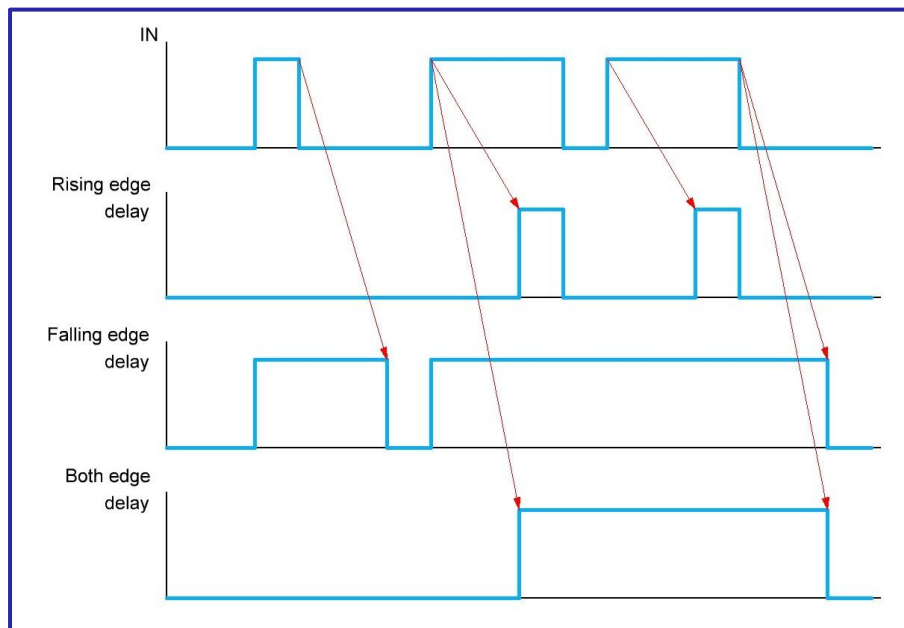 IN
Rising edge
delay
Falling edge
delay
Both edge
delay